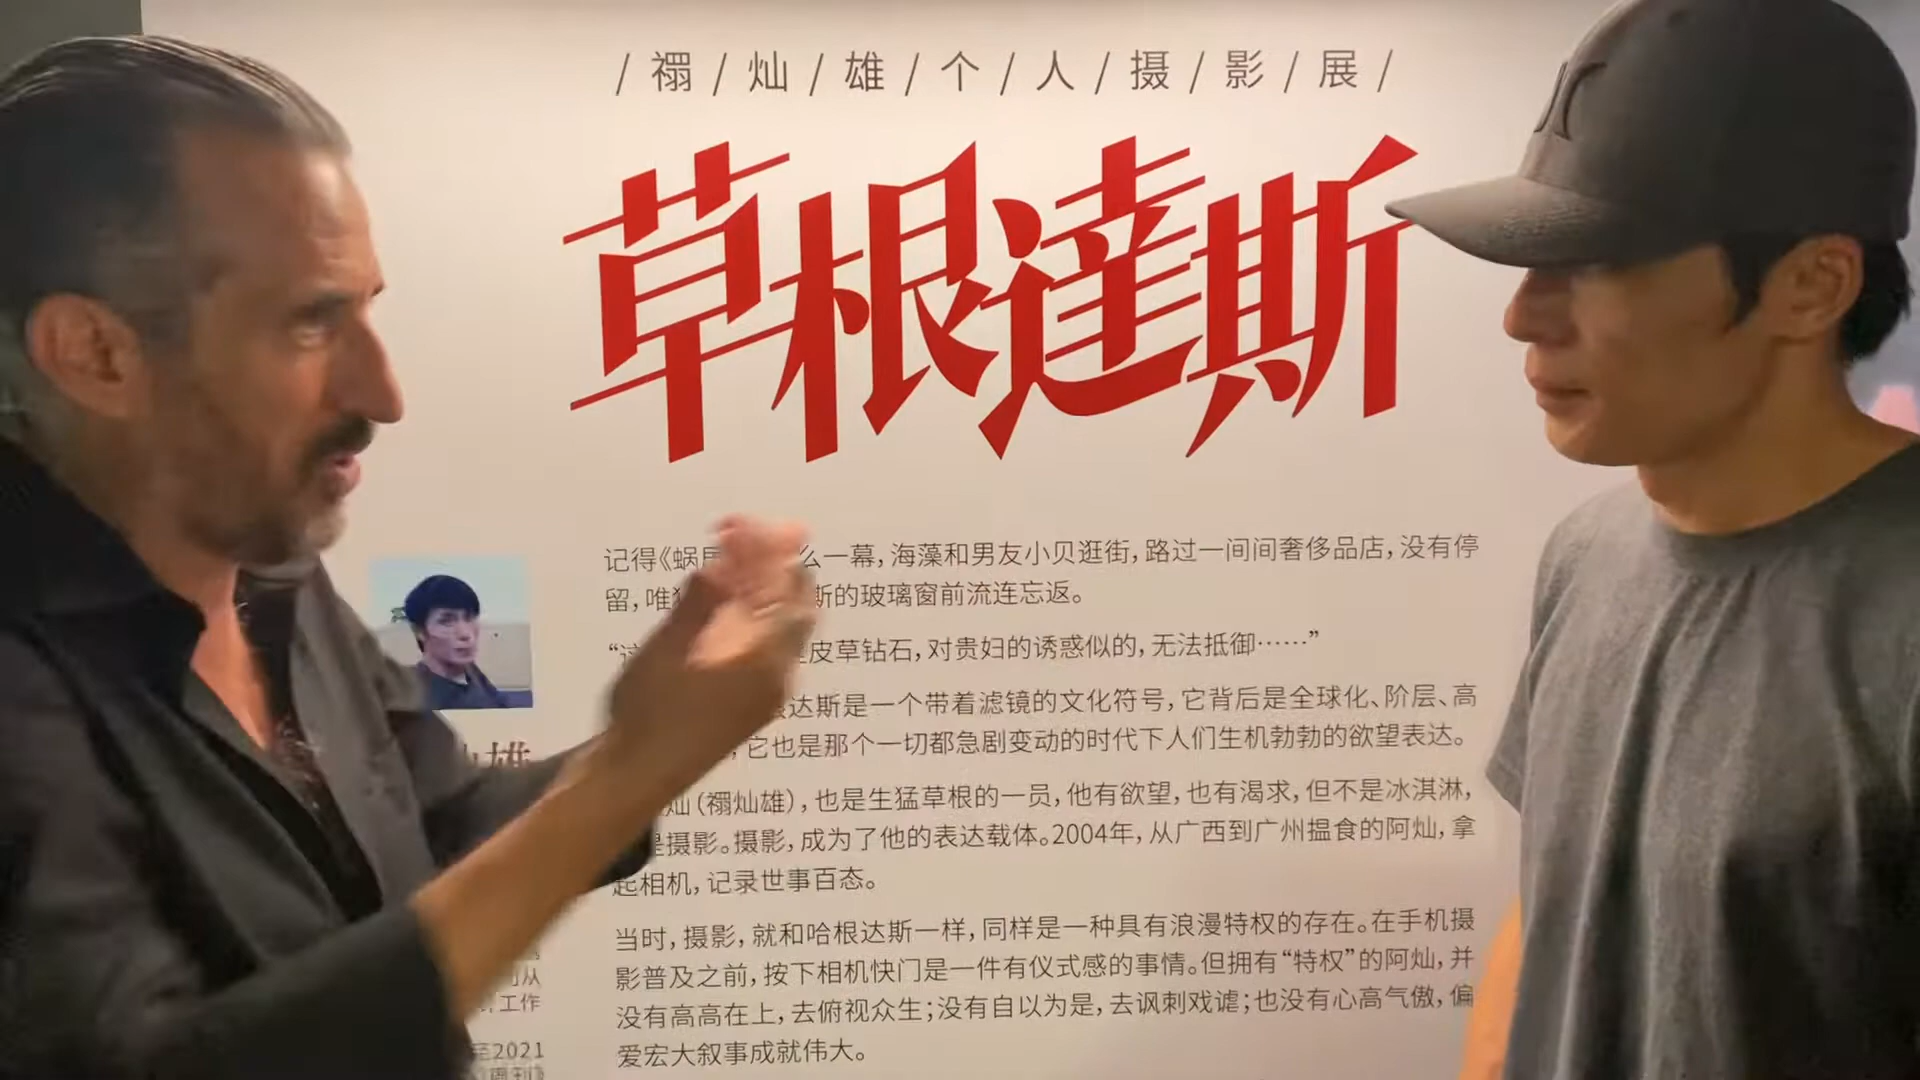 /禤/灿/雄/个/人/摄/影/展/
草根達斯
记得《蜗居 么一幕，海藻和男友小贝逛街，路过一间间奢侈品店，没有停
留，唯 斯的玻璃窗前流连忘返。
“这 皮草钻石，对贵妇的诱惑似的，无法抵御……”
达斯是一个带着滤镜的文化符号，它背后是全球化、阶层、高
，它也是那个一切都急剧变动的时代下人们生机勃勃的欲望表达。
灿（禤灿雄），也是生猛草根的一员，他有欲望，也有渴求，但不是冰淇淋，
是摄影。摄影，成为了他的表达载体。2004年，从广西到广州揾食的阿灿，拿
起相机，记录世事百态。
当时，摄影，就和哈根达斯一样，同样是一种具有浪漫特权的存在。在手机摄
影普及之前，按下相机快门是一件有仪式感的事情。但拥有“特权”的阿灿，并
没有高高在上，去俯视众生；没有自以为是，去讽刺戏谑；也没有心高气傲，偏
爱宏大叙事成就伟大。
雄
从
工作
至2021
周刊》